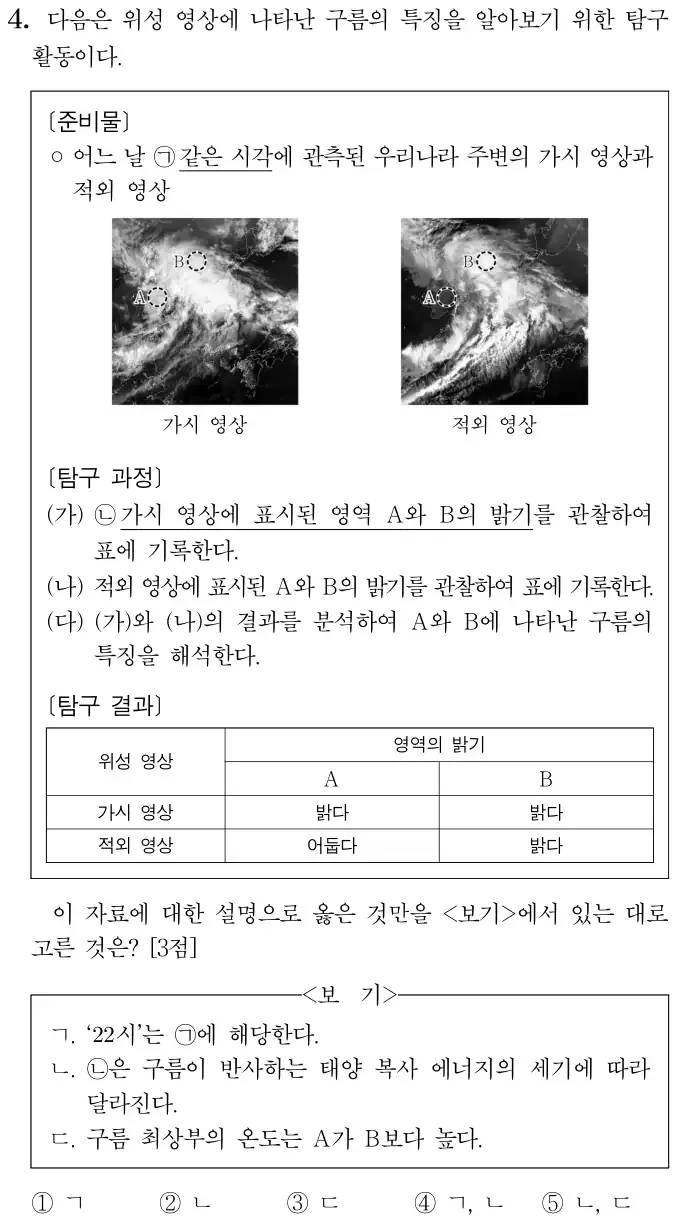 4. 다음은 위성 영상에 나타난 구름의 특징을 알아보기 위한 탐구
활동이다.
〔준비물〕
○ 어느 날 ㉠같은 시각에 관측된 우리나라 주변의 가시 영상과
적외 영상
B
A
B
A
가시 영상
적외 영상
〔탐구 과정〕
(가) ㉡가시 영상에 표시된 영역 A와 B의 밝기를 관찰하여
표에 기록한다.
(나) 적외 영상에 표시된 A와 B의 밝기를 관찰하여 표에 기록한다.
(다) (가)와 (나)의 결과를 분석하여 A와 B에 나타난 구름의
특징을 해석한다.
〔탐구 결과〕
위성 영상 영역의 밝기
A B
가시 영상 밝다 밝다
적외 영상 어둡다 밝다
이 자료에 대한 설명으로 옳은 것만을 <보기>에서 있는 대로
고른 것은? [3점]
<보 기>
ㄱ. ‘22시’는 ㉠에 해당한다.
ㄴ. ㉡은 구름이 반사하는 태양 복사 에너지의 세기에 따라
달라진다.
ㄷ. 구름 최상부의 온도는 A가 B보다 높다.
① ㄱ ② ㄴ ③ ㄷ ④ ㄱ, ㄴ ⑤ ㄴ, ㄷ